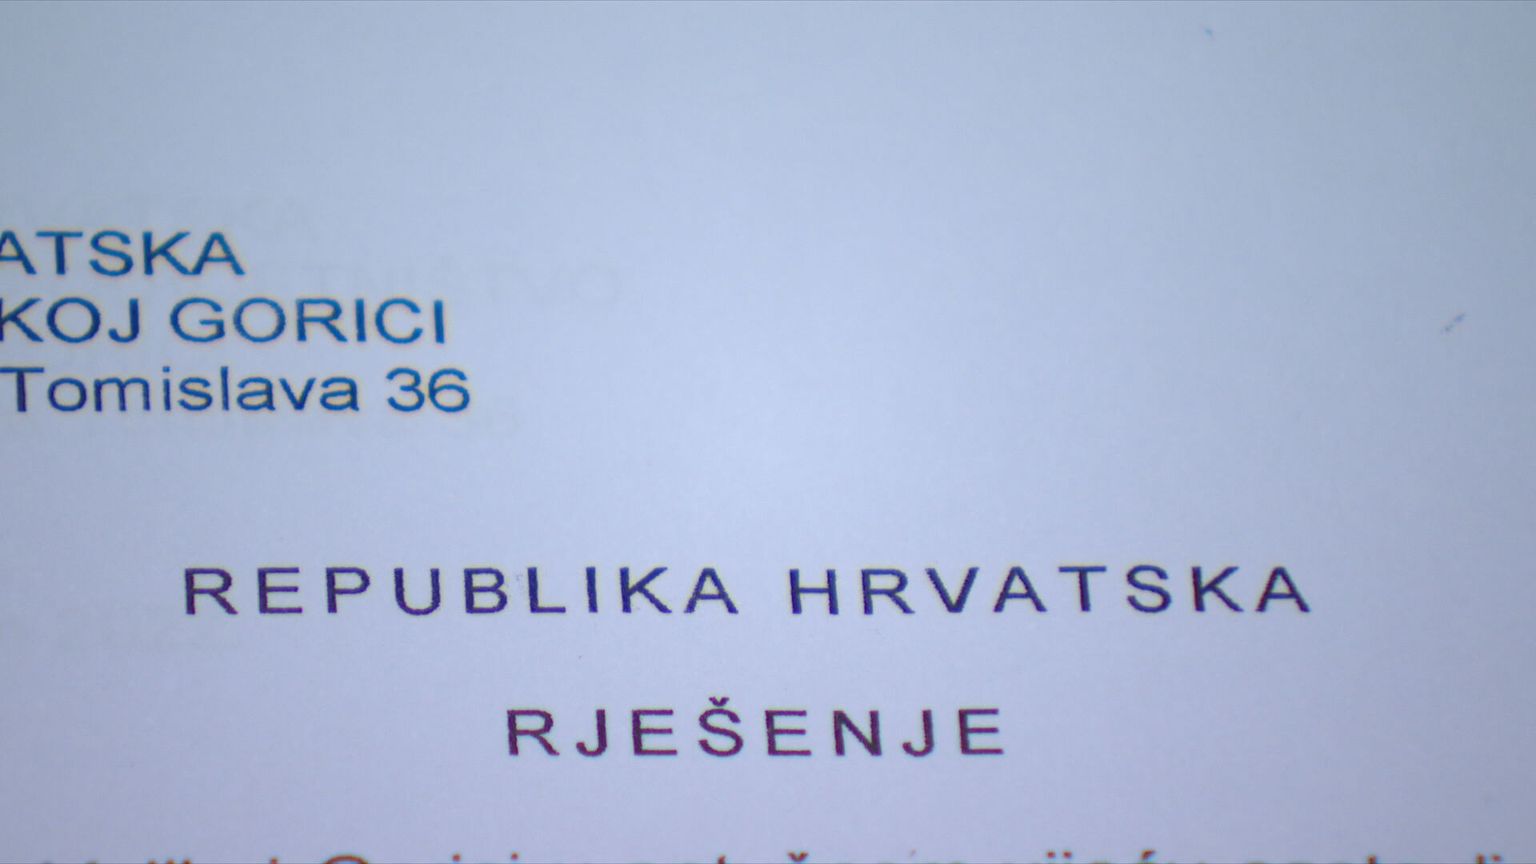 ATSKA
KOJ GORICI
Tomislava 36
REPUBLIKA HRVATSKA
RJEŠENJE